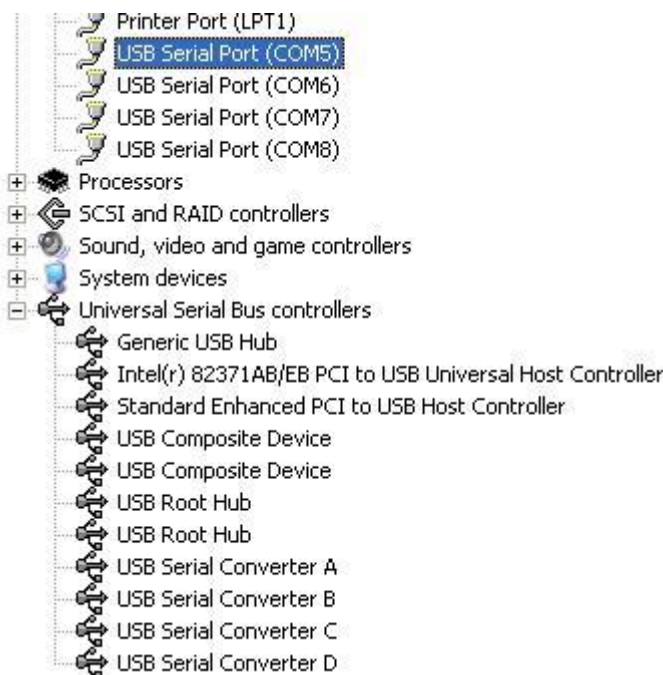 Printer Port (LPT1)
USB Serial Port (COM5)
USB Serial Port (COM6)
USB Serial Port (COM7)
USB Serial Port (COM8)
Processors
SCSI and RAID controllers
Sound, video and game controllers
System devices
Universal Serial Bus controllers
Generic USB Hub
Intel(r) 82371AB/EB PCI to USB Universal Host Controller
Standard Enhanced PCI to USB Host Controller
USB Composite Device
USB Composite Device
USB Root Hub
USB Root Hub
USB Serial Converter A
USB Serial Converter B
USB Serial Converter C
USB Serial Converter D